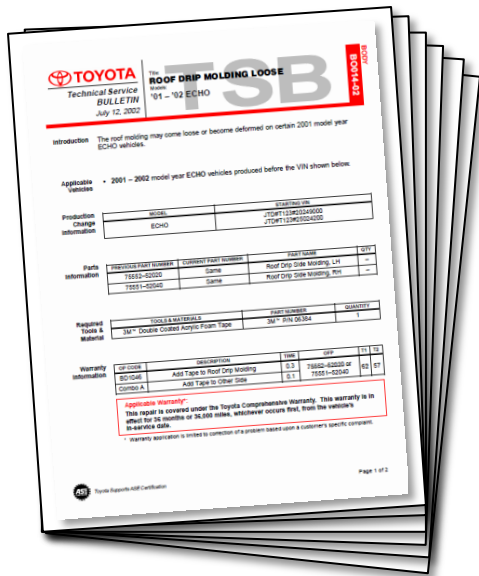 TOYOTA
Technical Service
BULLETIN
July 12, 2002
Title
ROOF DRIP MOLDING LOOSE
Models
'01 – '02 ECHO
TSB
BODY
BO014-02
Introduction The roof molding may come loose or become deformed on certain 2001 model year
ECHO vehicles.
Applicable
Vehicles
• 2001 – 2002 model year ECHO vehicles produced before the VIN shown below.
Production
Change
Information
MODEL STARTING VIN
ECHO JTD#T123#20249000
JTD#T123#25024200
Parts
Information
PREVIOUS PART NUMBER CURRENT PART NUMBER PART NAME QTY
75552–52020 Same Roof Drip Side Molding, LH –
75551–52040 Same Roof Drip Side Molding, RH –
Required
Tools &
Material
TOOLS & MATERIALS PART NUMBER QUANTITY
3M™ Double Coated Acrylic Foam Tape 3M™ P/N 06384 1
Warranty
Information
OP CODE DESCRIPTION TIME OFP T1 T2
BO1046 Add Tape to Roof Drip Molding 0.3 75552–52020 or
75551–52040 62 57
Combo A Add Tape to Other Side 0.1
Applicable Warranty*:
This repair is covered under the Toyota Comprehensive Warranty. This warranty is in
effect for 36 months or 36,000 miles, whichever occurs first, from the vehicle's
in-service date.
* Warranty application is limited to correction of a problem based upon a customer's specific complaint.
ASE Toyota Supports ASE Certification
Page 1 of 2